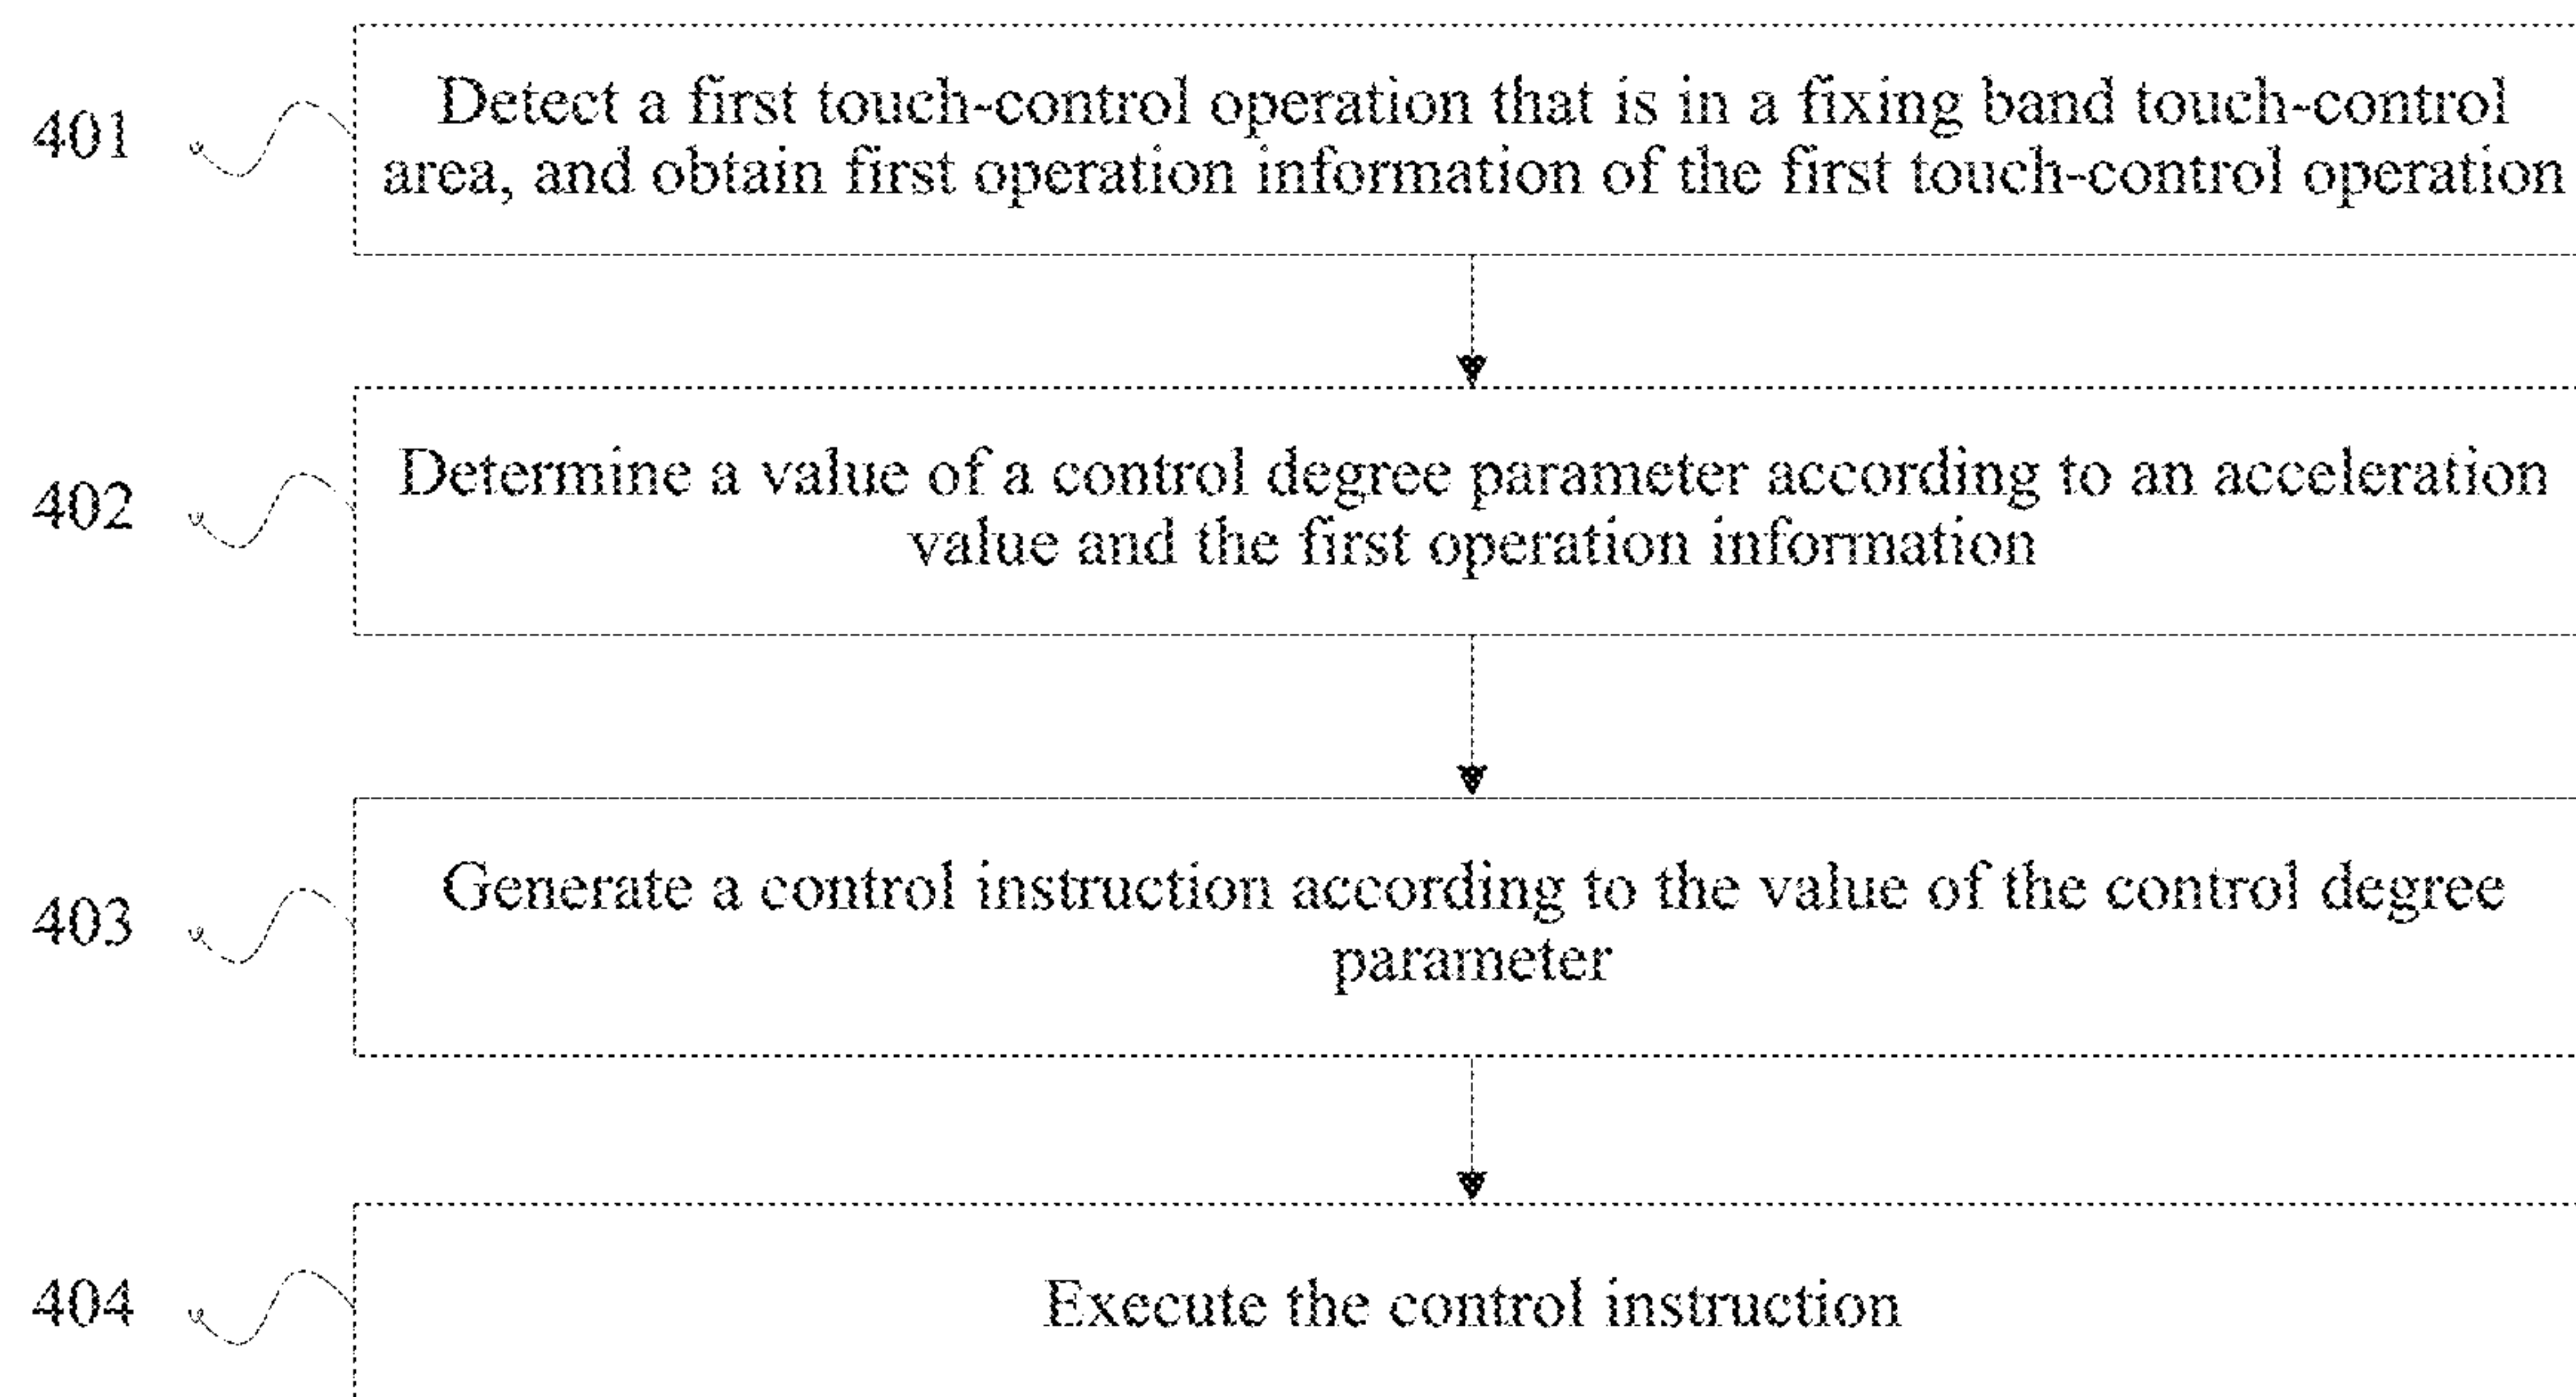 401
Detect a first touch-control operation that is in a fixing band touch-control
area, and obtain first operation information of the first touch-control operation
402
Determine a value of a control degree parameter according to an acceleration
value and the first operation information
403
Generate a control instruction according to the value of the control degree
parameter
404
Execute the control instruction